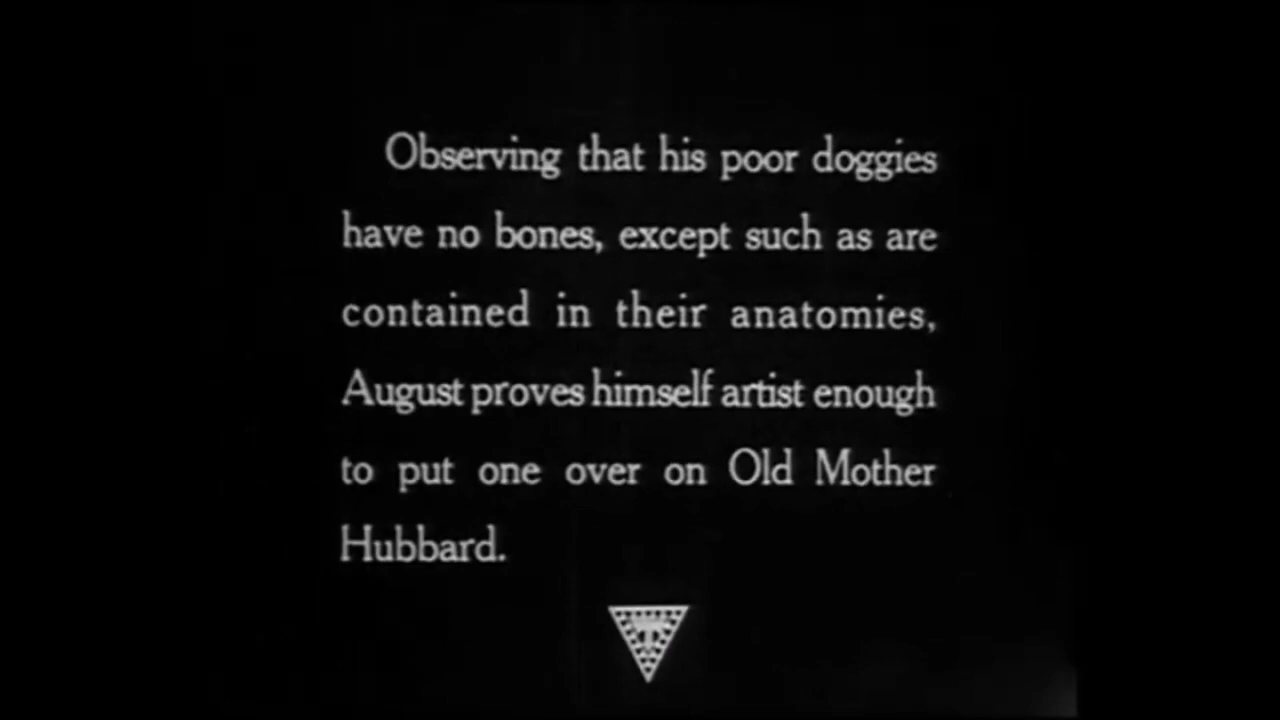 Observing that his poor doggies
have no bones, except such as are
contained in their anatomies,
August proves himself artist enough
to put one over on Old Mother
Hubbard.